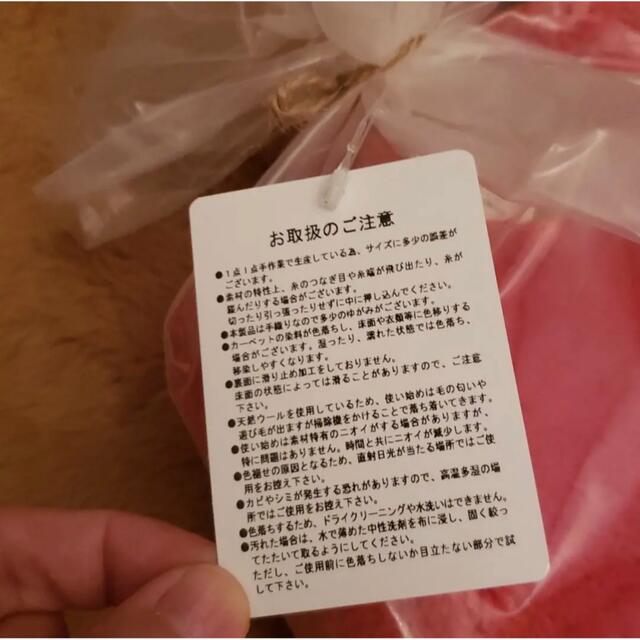 お取扱のご注意
●1点1点手作業で生産している為、サイズに多少の誤差が
ございます。
●素材の特性上、糸のつなぎ目や糸端が飛び出たり、糸が
緩んだりする場合がございます。
切ったり引っ張ったりせずに中に押し込んでください。
●本製品は手織りなので多少のゆがみがございます。
●カーペットの染料が色落ちし、床面や衣類等に色移りする
場合がございます。湿ったり、濡れた状態では色落ち、
移染しやすくなります。
●裏面に滑り止め加工をしておりません。
床面の状態によっては滑ることがありますので、ご注意
下さい。
●天然ウールを使用しているため、使い始めは毛の匂いや
遊び毛が出ますが掃除機をかけることで落ち着いてきます。
●使い始めは素材特有のニオイがする場合がありますが、
特に問題はありません。時間と共にニオイが減少します。
●色褪せの原因となるため、直射日光が当たる場所ではご使
用をお控え下さい。
●カビやシミが発生する恐れがありますので、高温多湿の場
所ではご使用をお控え下さい。
●色落ちするため、ドライクリーニングや水洗いはできません。
●汚れた場合は、水で薄めた中性洗剤を布に浸し、固く絞っ
てたたいて取るようにしてください。
ただし、ご使用前に色落ちしないか目立たない部分で試
して下さい。